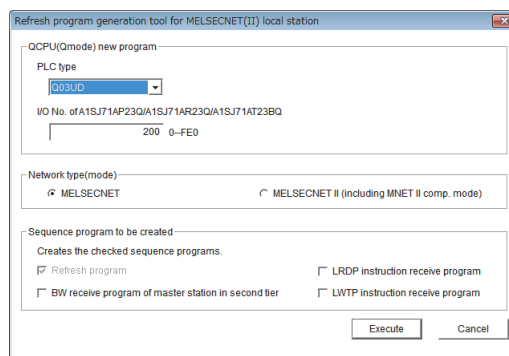 Refresh program generation tool for MELSECNET(II) local station
QCPU(Qmode) new program
PLC type
Q03UD
I/O No. of A1SJ71AP23Q/A1SJ71AR23Q/A1SJ71AT23BQ
200 0--FE0
Network type(mode)
MELSECNET MELSECNET II (including MNET II comp. mode)
Sequence program to be created
Creates the checked sequence programs.
Refresh program LRDP instruction receive program
BW receive program of master station in second tier LWTP instruction receive program
Execute Cancel